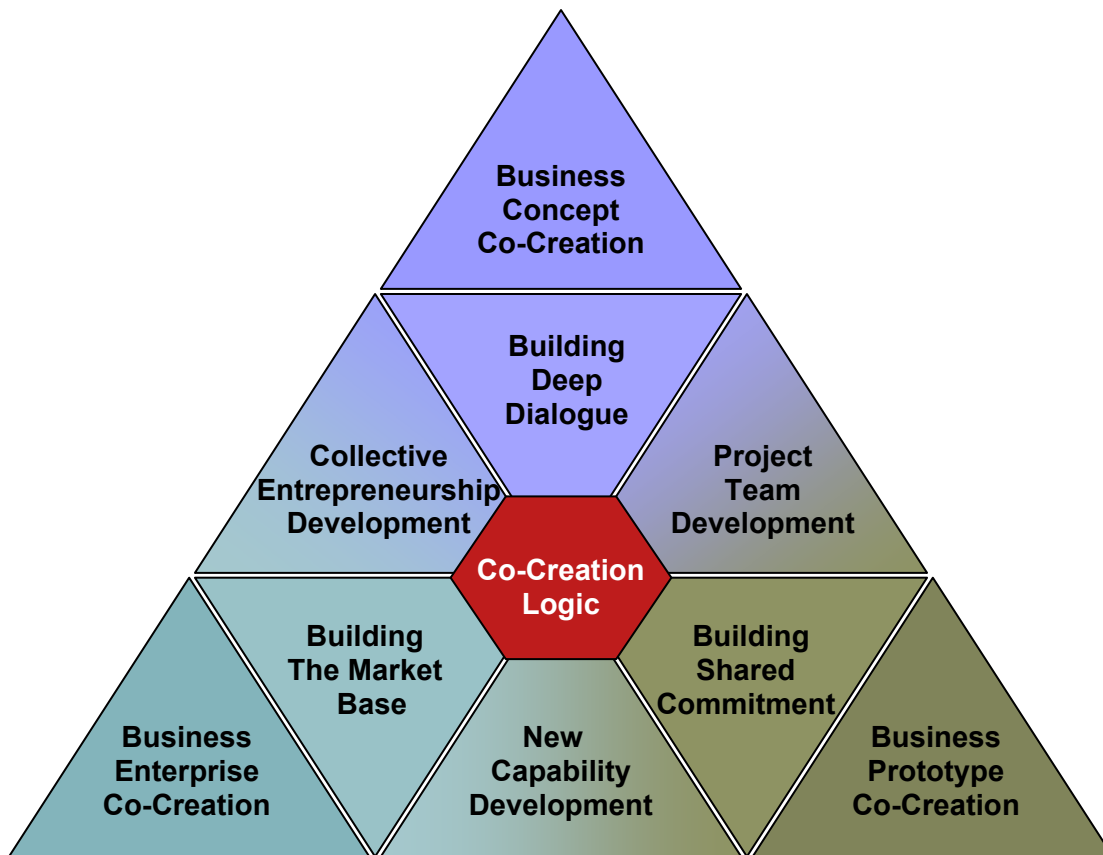 Business
Concept
Co-Creation
Building
Deep
Dialogue
Collective
Entrepreneurship
Development
Project
Team
Development
Co-Creation
Logic
Building
The Market
Base
Building
Shared
Commitment
Business
Enterprise
Co-Creation
New
Capability
Development
Business
Prototype
Co-Creation